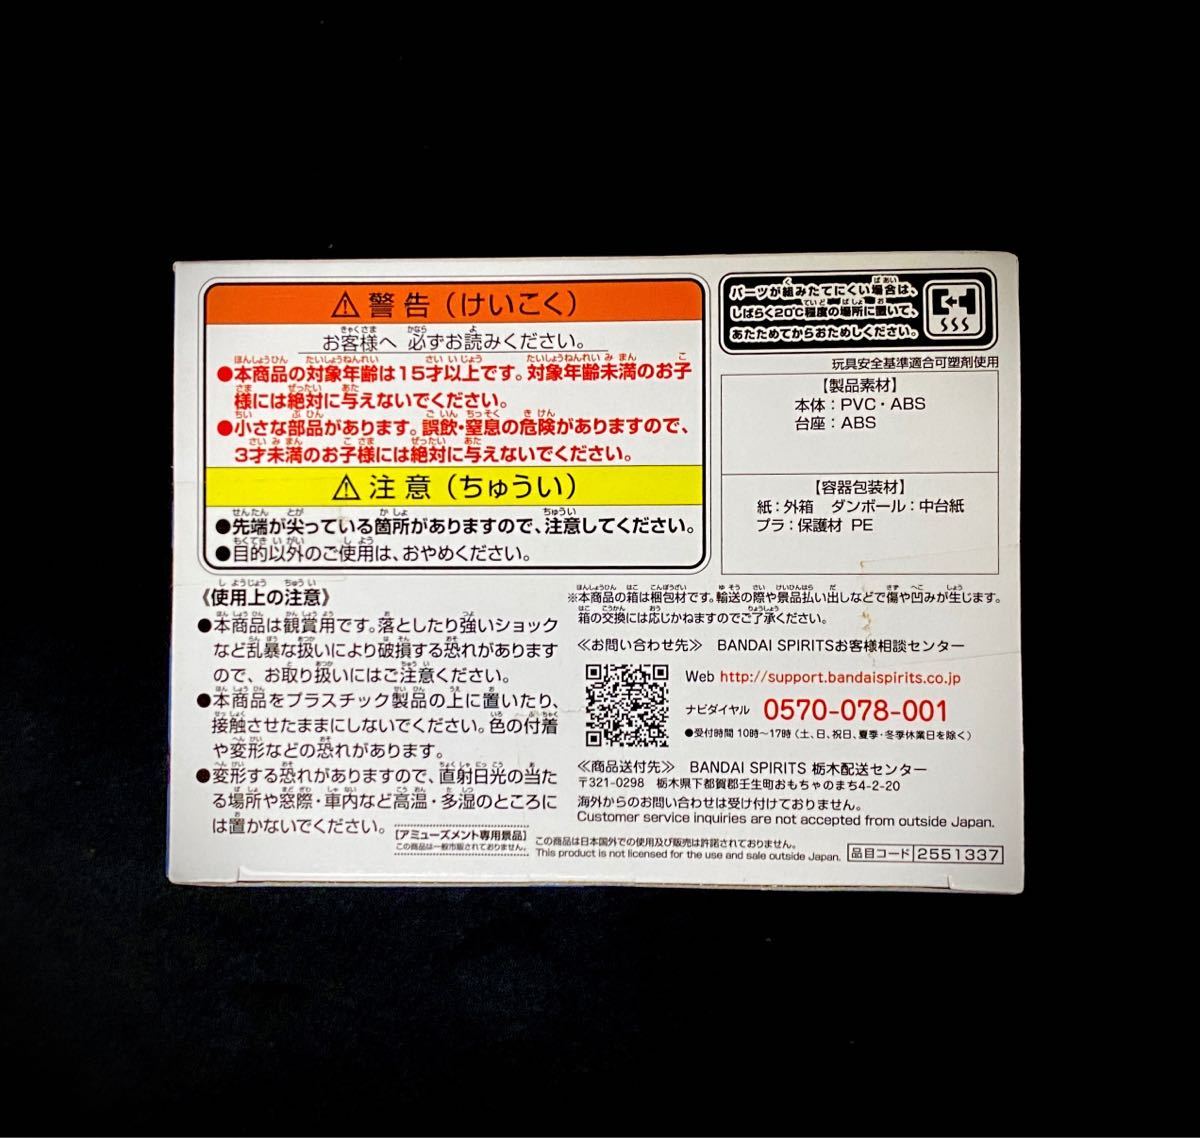 ⚠警告(けいこく)
お客様へ 必ずお読みください。
●本商品の対象年齢は15才以上です。対象年齢未満のお子
様には絶対に与えないでください。
●小さな部品があります。誤飲・窒息の危険がありますので、
3才未満のお子様には絶対に与えないでください。
⚠注意(ちゅうい)
●先端が尖っている箇所がありますので、注意してください。
●目的以外のご使用は、おやめください。
パーツが組みたてにくい場合は、
しばらく20℃程度の場所に置いて、
あたためてからおためしください。
玩具安全基準適合可塑剤使用
【製品素材】
本体:PVC・ABS
台座:ABS
【容器包装材】
紙:外箱 ダンボール:中台紙
プラ:保護材 PE
《使用上の注意》
●本商品は観賞用です。落としたり強いショック
など乱暴な扱いにより破損する恐れがあります
ので、お取り扱いにはご注意ください。
●本商品をプラスチック製品の上に置いたり、
接触させたままにしないでください。色の付着
や変形などの恐れがあります。
●変形する恐れがありますので、直射日光の当た
る場所や窓際・車内など高温・多湿のところに
は置かないでください。
[アミューズメント専用景品]
この商品は一般市販されておりません。
※本商品の箱は梱包材です。輸送の際や景品払い出しなどで傷や凹みが生じます。
箱の交換には応じかねますのでご了承ください。
≪お問い合わせ先≫ BANDAI SPIRITSお客様相談センター
Web http://support.bandaispirits.co.jp
ナビダイヤル 0570-078-001
●受付時間 10時〜17時(土、日、祝日、夏季・冬季休業日を除く)
≪商品送付先≫ BANDAI SPIRITS 栃木配送センター
〒321-0298 栃木県下都賀郡壬生町おもちゃのまち4-2-20
海外からのお問い合わせは受け付けておりません。
Customer service inquiries are not accepted from outside Japan.
この商品は日本国外での使用及び販売は許諾されておりません。
This product is not licensed for the use and sale outside Japan.
品目コード 2551337